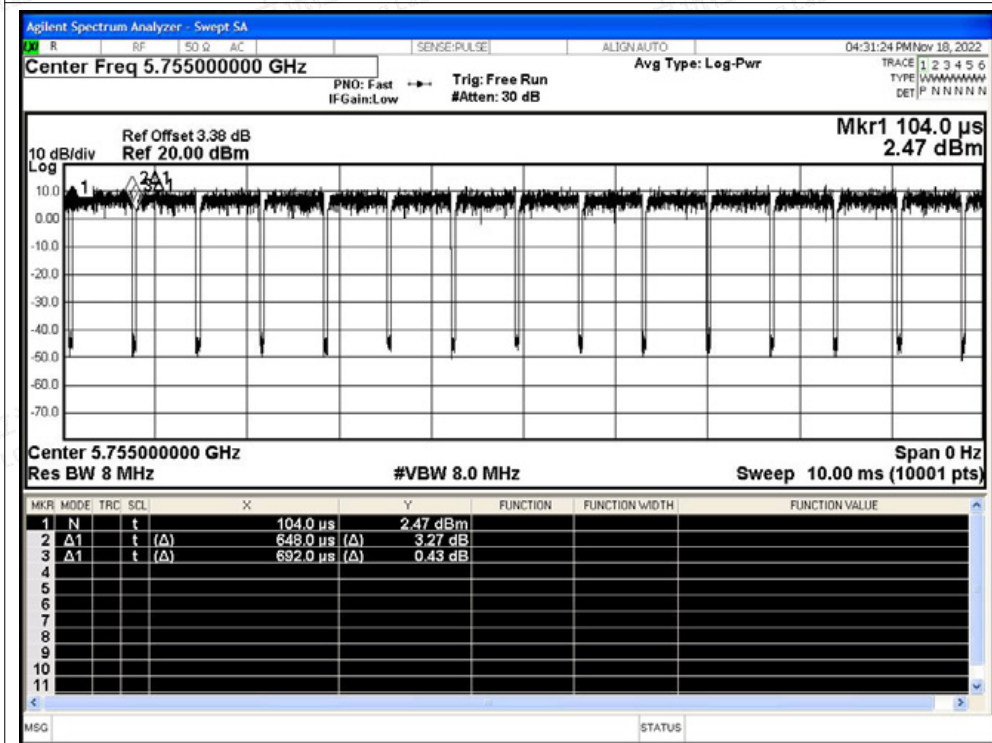 Agilent Spectrum Analyzer - Swept SA
R RF 50 Ω AC SENSE:PULSE ALIGN AUTO 04:31:24 PM Nov 18, 2022
Center Freq 5.755000000 GHz Avg Type: Log-Pwr TRACE 1 2 3 4 5 6
PNO: Fast Trig: Free Run TYPE WWWWWWW
IFGain:Low #Atten: 30 dB DET P N N N N N
Mkr1 104.0 µs
Ref Offset 3.38 dB
10 dB/div Ref 20.00 dBm 2.47 dBm
Log
10.0
0.00
-10.0
-20.0
-30.0
-40.0
-50.0
-60.0
-70.0
1 2Δ1 3Δ1
Center 5.755000000 GHz Span 0 Hz
Res BW 8 MHz #VBW 8.0 MHz Sweep 10.00 ms (10001 pts)
MKR MODE TRC SCL X Y FUNCTION FUNCTION WIDTH FUNCTION VALUE
1 N t 104.0 µs 2.47 dBm
2 Δ1 t (Δ) 648.0 µs (Δ) 3.27 dB
3 Δ1 t (Δ) 692.0 µs (Δ) 0.43 dB
4
5
6
7
8
9
10
11
MSG STATUS